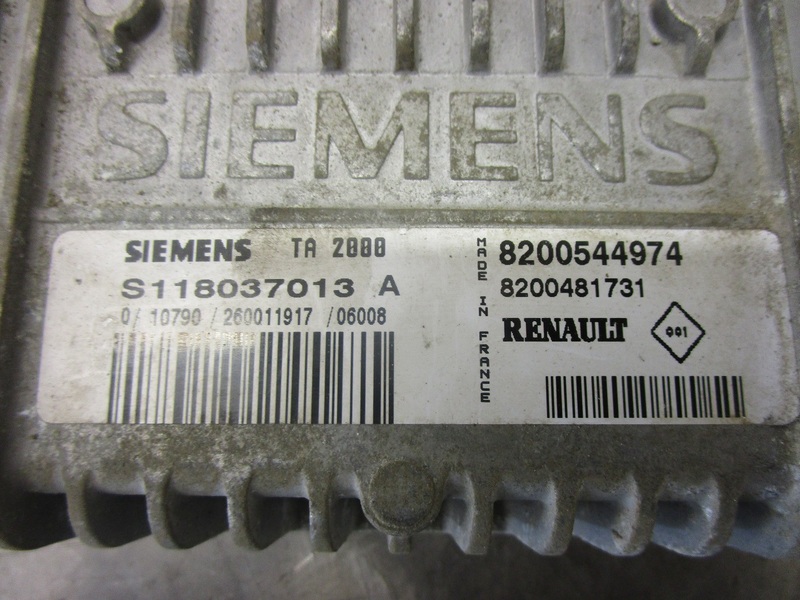 SIEMENS
SIEMENS TA 2000
S118037013 A
0/ 10790 / 260011917 / 06008
MADE IN FRANCE
8200544974
8200481731
RENAULT 001